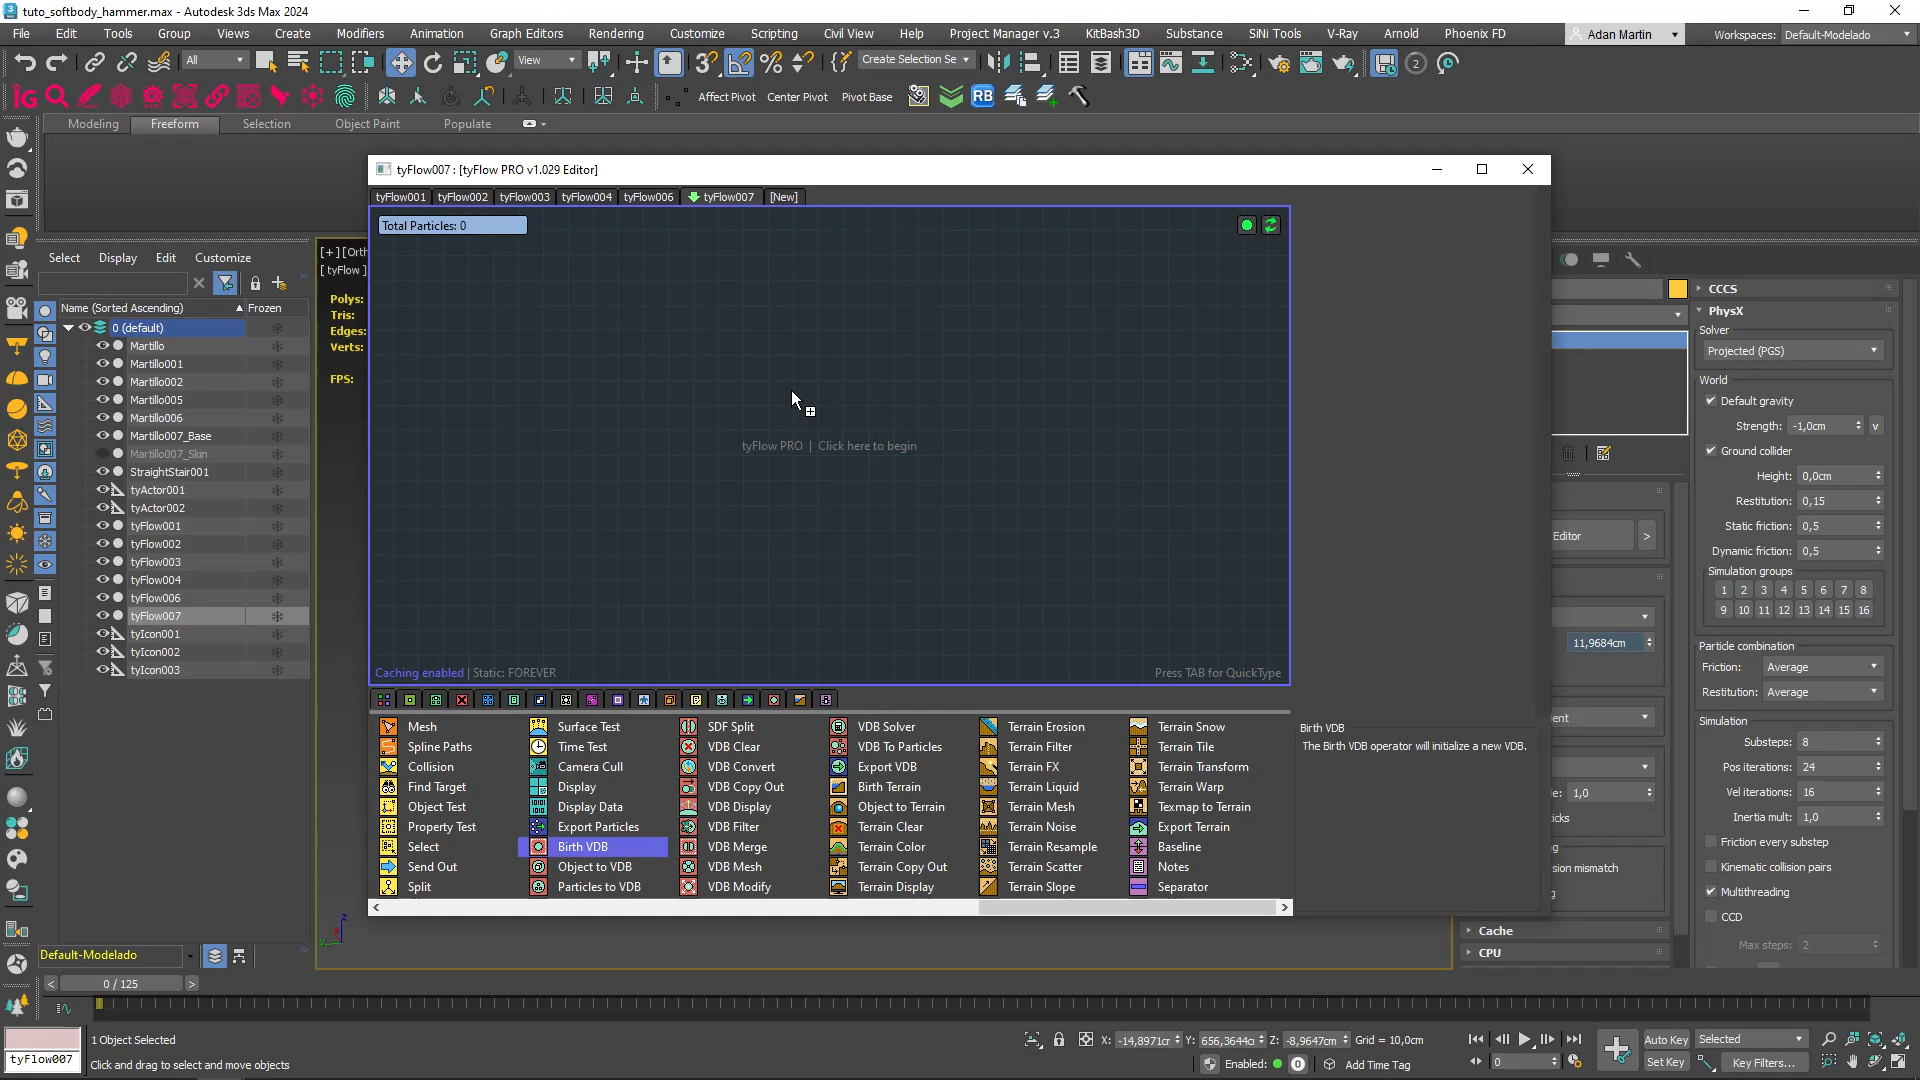 tuto_softbody_hammer.max - Autodesk 3ds Max 2024
File Edit Tools Group Views Create Modifiers Animation Graph Editors Rendering Customize Scripting Civil View Help Project Manager v.3 KitBash3D Substance SiNi Tools V-Ray Arnold Phoenix FD
Adan Martin
Workspaces: Default-Modelado
All
View
Create Selection Se
Affect Pivot Center Pivot Pivot Base
RB
Modeling Freeform Selection Object Paint Populate
tyFlow007 : [tyFlow PRO v1.029 Editor]
tyFlow001 tyFlow002 tyFlow003 tyFlow004 tyFlow006 tyFlow007 [New]
Total Particles: 0
tyFlow PRO | Click here to begin
Caching enabled | Static: FOREVER
Press TAB for QuickType
Select Display Edit Customize
Name (Sorted Ascending) Frozen
0 (default)
Martillo
Martillo001
Martillo002
Martillo005
Martillo006
Martillo007_Base
Martillo007_Skin
StraightStair001
tyActor001
tyActor002
tyFlow001
tyFlow002
tyFlow003
tyFlow004
tyFlow006
tyFlow007
tyIcon001
tyIcon002
tyIcon003
[+] [Orth
[ tyFlow ]
Polys:
Tris:
Edges:
Verts:
FPS:
Mesh
Spline Paths
Collision
Find Target
Object Test
Property Test
Select
Send Out
Split
Surface Test
Time Test
Camera Cull
Display
Display Data
Export Particles
Birth VDB
Object to VDB
Particles to VDB
SDF Split
VDB Clear
VDB Convert
VDB Copy Out
VDB Display
VDB Filter
VDB Merge
VDB Mesh
VDB Modify
VDB Solver
VDB To Particles
Export VDB
Birth Terrain
Object to Terrain
Terrain Clear
Terrain Color
Terrain Copy Out
Terrain Display
Terrain Erosion
Terrain Filter
Terrain FX
Terrain Liquid
Terrain Mesh
Terrain Noise
Terrain Resample
Terrain Scatter
Terrain Slope
Terrain Snow
Terrain Tile
Terrain Transform
Terrain Warp
Texmap to Terrain
Export Terrain
Baseline
Notes
Separator
Birth VDB
The Birth VDB operator will initialize a new VDB.
Editor
>
11,9684cm
1,0
Cache
CPU
CCCS
PhysX
Solver
Projected (PGS)
World
Default gravity
Strength: -1,0cm v
Ground collider
Height: 0,0cm
Restitution: 0,15
Static friction: 0,5
Dynamic friction: 0,5
Simulation groups
1 2 3 4 5 6 7 8
9 10 11 12 13 14 15 16
Particle combination
Friction: Average
Restitution: Average
Simulation
Substeps: 8
Pos iterations: 24
Vel iterations: 16
Inertia mult: 1,0
Friction every substep
Kinematic collision pairs
Multithreading
CCD
Max steps: 2
Default-Modelado
< 0 / 125 >
tyFlow007
1 Object Selected
Click and drag to select and move objects
X: -14,8971cr Y: 656,3644c Z: -8,9647cm Grid = 10,0cm
Enabled: 0 Add Time Tag
Auto Key Selected
Set Key Key Filters...
0